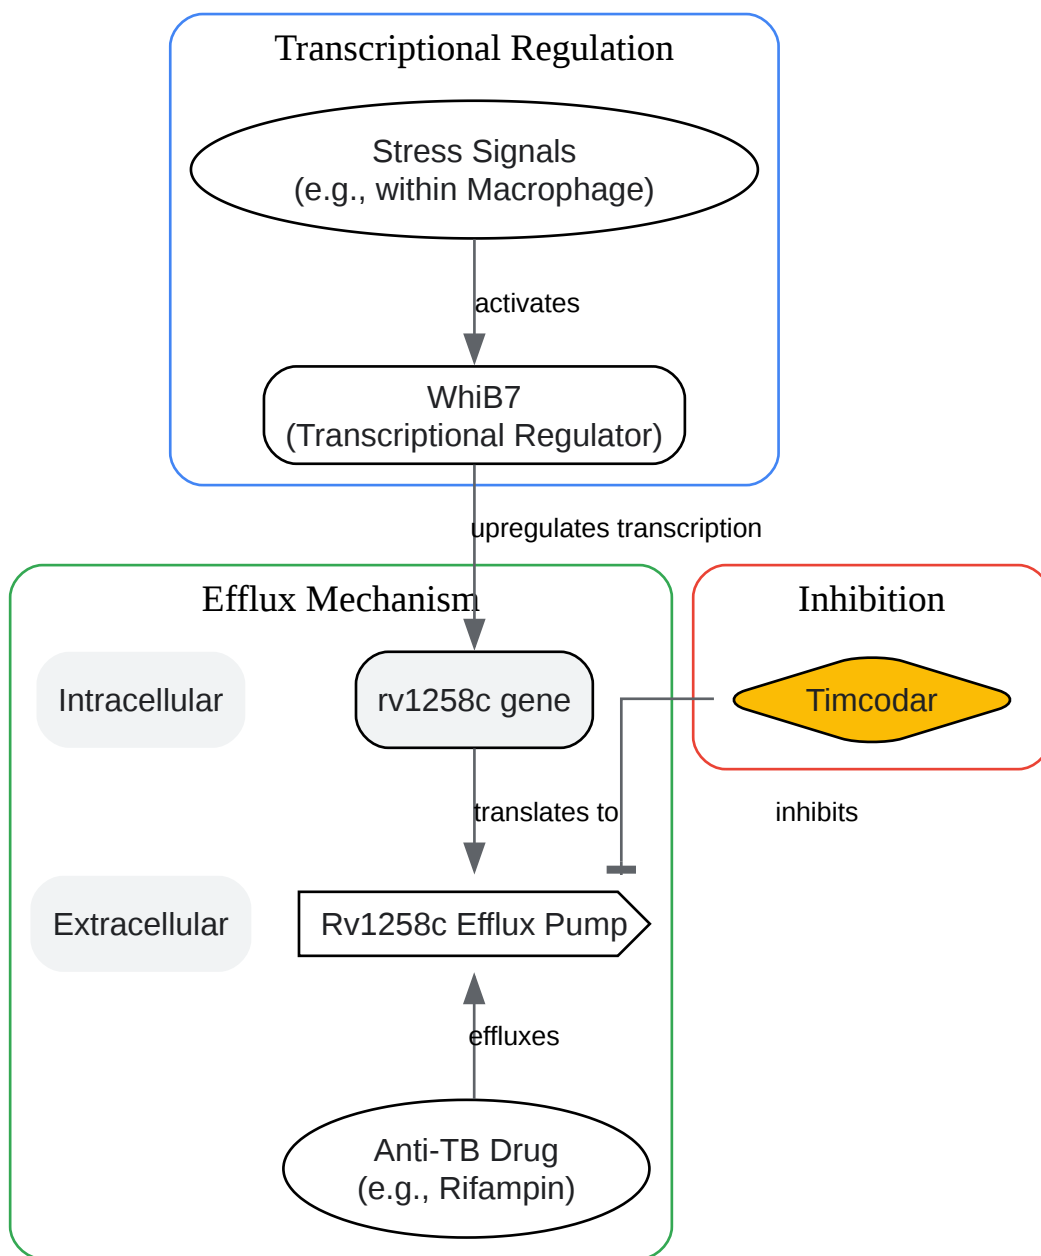 Transcriptional Regulation
Stress Signals
(e.g., within Macrophage)
activates
WhiB7
(Transcriptional Regulator)
upregulates transcription
Efflux Mechanism
Inhibition
Intracellular
rv1258c gene
Timcodar
translates to
inhibits
Extracellular
Rv1258c Efflux Pump
effluxes
Anti-TB Drug
(e.g., Rifampin)